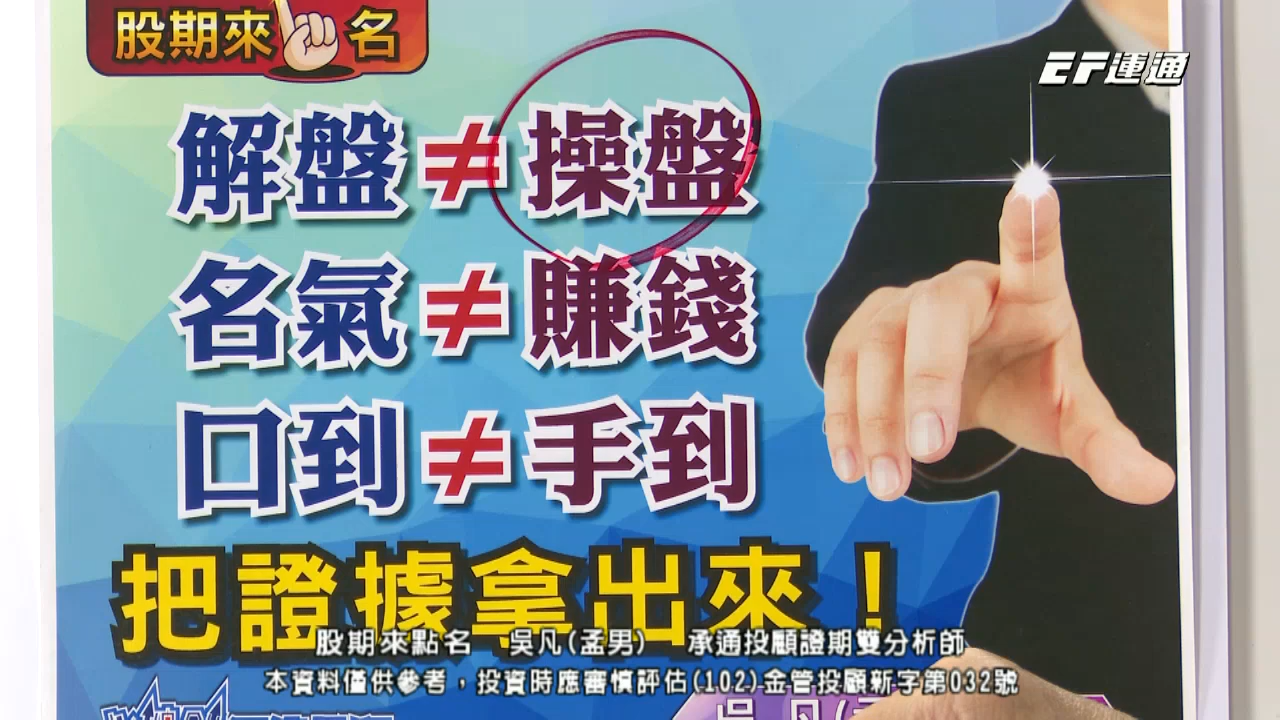 股期來名
EF運通
解盤≠操盤
名氣≠賺錢
口到≠手到
把證據拿出來！
股期來點名 吳凡(孟男) 承通投顧證期雙分析師
本資料僅供參考，投資時應審慎評估(102)金管投顧新字第032號
吳凡